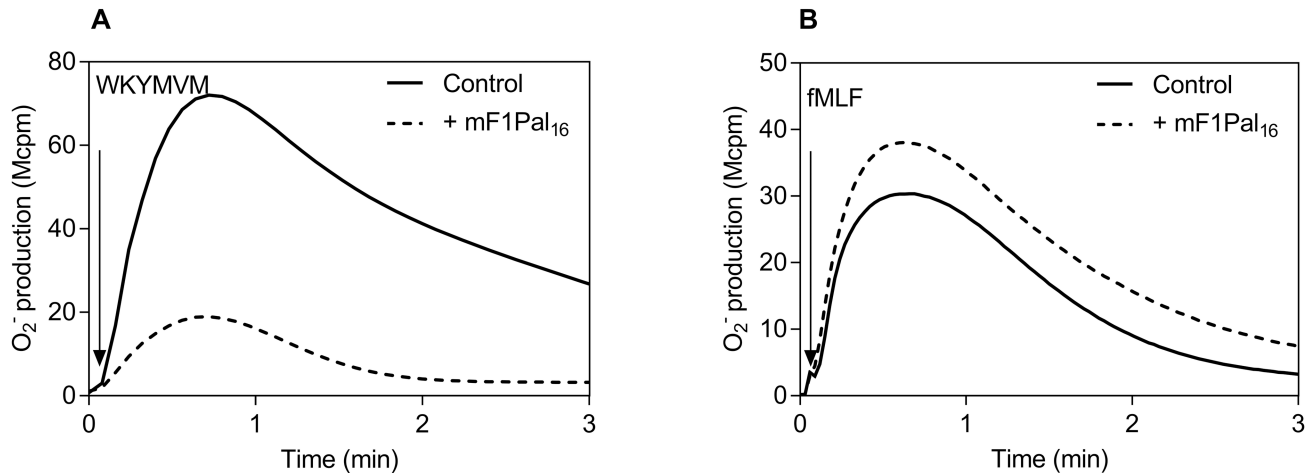 A
O₂⁻ production (Mcpm)
80
60
40
20
0
WKYMVM
Control
+ mF1Pal₁₆
0 1 2 3
Time (min)
B
O₂⁻ production (Mcpm)
50
40
30
20
10
0
fMLF
Control
+ mF1Pal₁₆
0 1 2 3
Time (min)